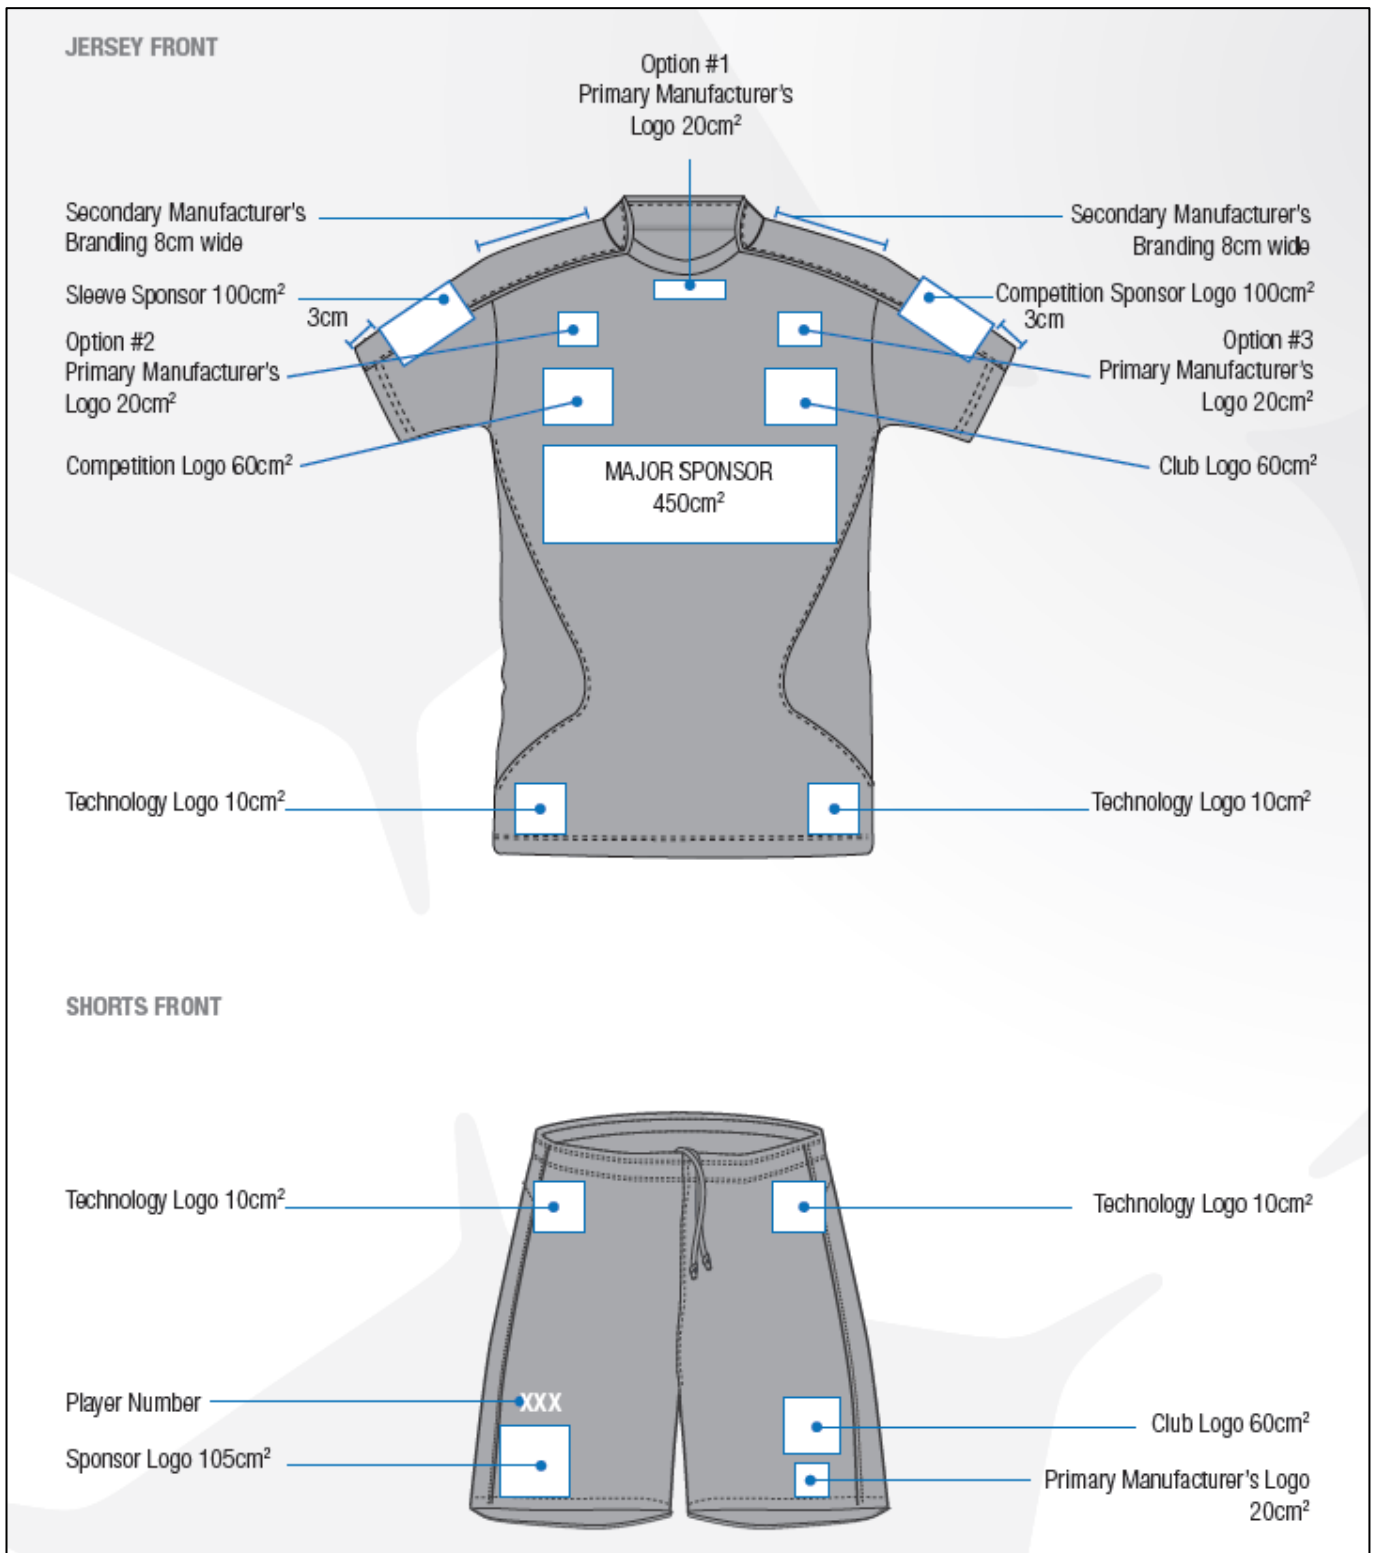 JERSEY FRONT
Option #1
Primary Manufacturer's
Logo 20cm²
Secondary Manufacturer's
Branding 8cm wide
Secondary Manufacturer's
Branding 8cm wide
Sleeve Sponsor 100cm²
3cm
Competition Sponsor Logo 100cm²
3cm
Option #2
Primary Manufacturer's
Logo 20cm²
Option #3
Primary Manufacturer's
Logo 20cm²
Competition Logo 60cm²
Club Logo 60cm²
MAJOR SPONSOR
450cm²
Technology Logo 10cm²
Technology Logo 10cm²
SHORTS FRONT
Technology Logo 10cm²
Technology Logo 10cm²
Player Number
XXX
Sponsor Logo 105cm²
Club Logo 60cm²
Primary Manufacturer's Logo
20cm²